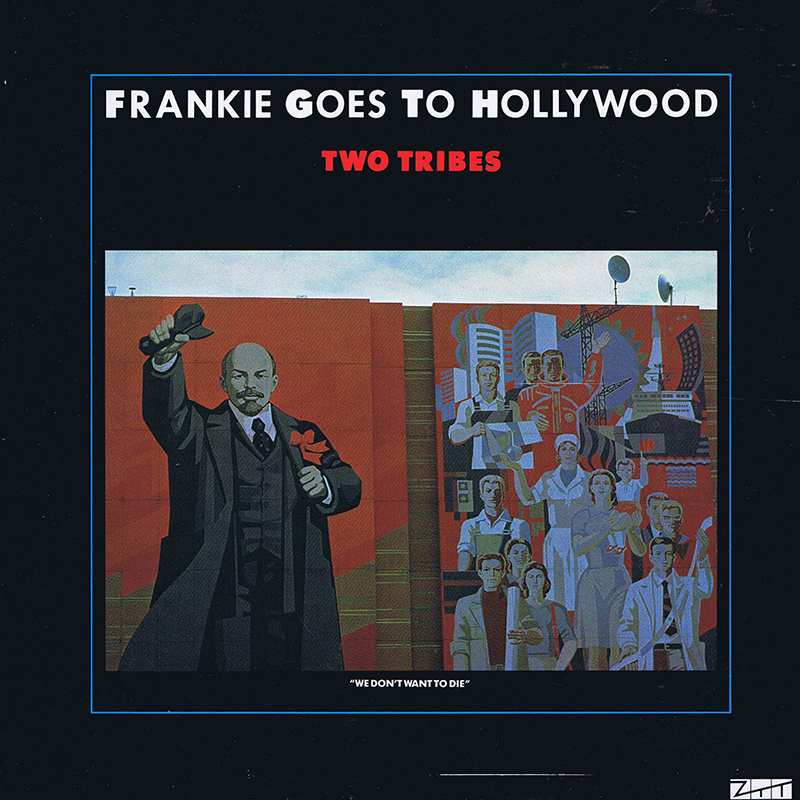 FRANKIE GOES TO HOLLYWOOD
TWO TRIBES
"WE DON'T WANT TO DIE"
ZTT